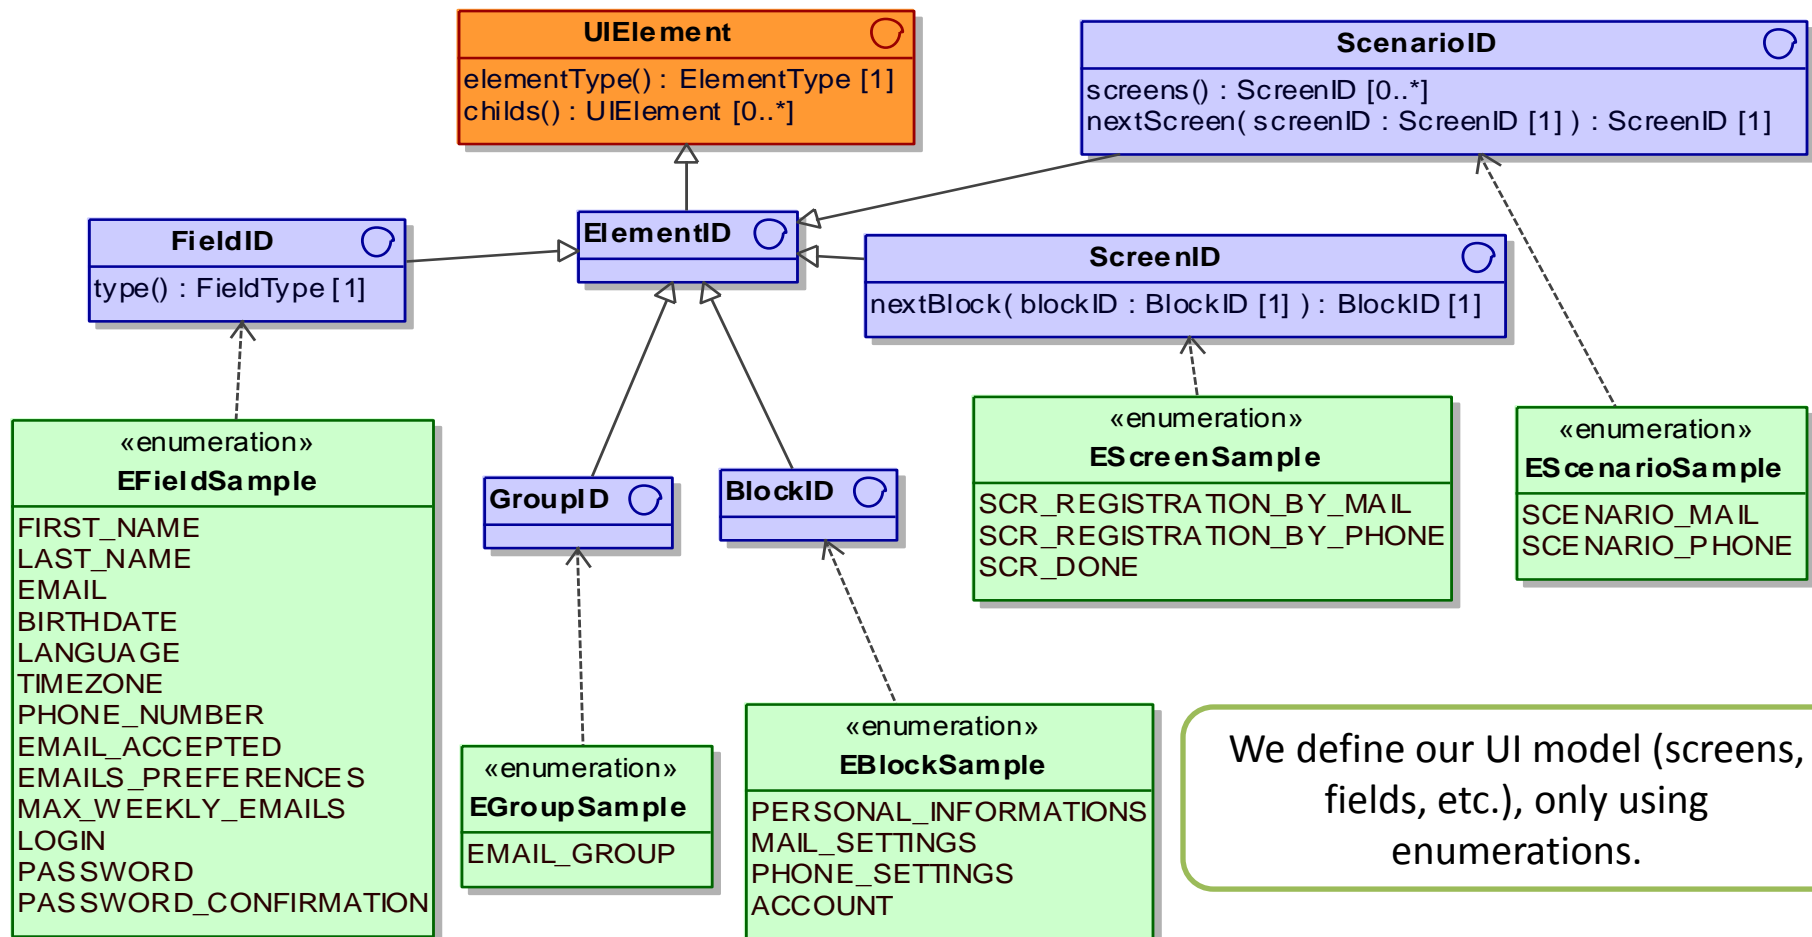 UIElement
elementType() : ElementType [1]
childs() : UIElement [0..*]
ScenarioID
screens() : ScreenID [0..*]
nextScreen( screenID : ScreenID [1] ) : ScreenID [1]
FieldID
type() : FieldType [1]
ElementID
ScreenID
nextBlock( blockID : BlockID [1] ) : BlockID [1]
GroupID
BlockID
«enumeration»
EFieldSample
FIRST_NAME
LAST_NAME
EMAIL
BIRTHDATE
LANGUAGE
TIMEZONE
PHONE_NUMBER
EMAIL_ACCEPTED
EMAILS_PREFERENCES
MAX_WEEKLY_EMAILS
LOGIN
PASSWORD
PASSWORD_CONFIRMATION
«enumeration»
EGroupSample
EMAIL_GROUP
«enumeration»
EBlockSample
PERSONAL_INFORMATIONS
MAIL_SETTINGS
PHONE_SETTINGS
ACCOUNT
«enumeration»
EScreenSample
SCR_REGISTRATION_BY_MAIL
SCR_REGISTRATION_BY_PHONE
SCR_DONE
«enumeration»
EScenarioSample
SCENARIO_MAIL
SCENARIO_PHONE
We define our UI model (screens,
fields, etc.), only using
enumerations.